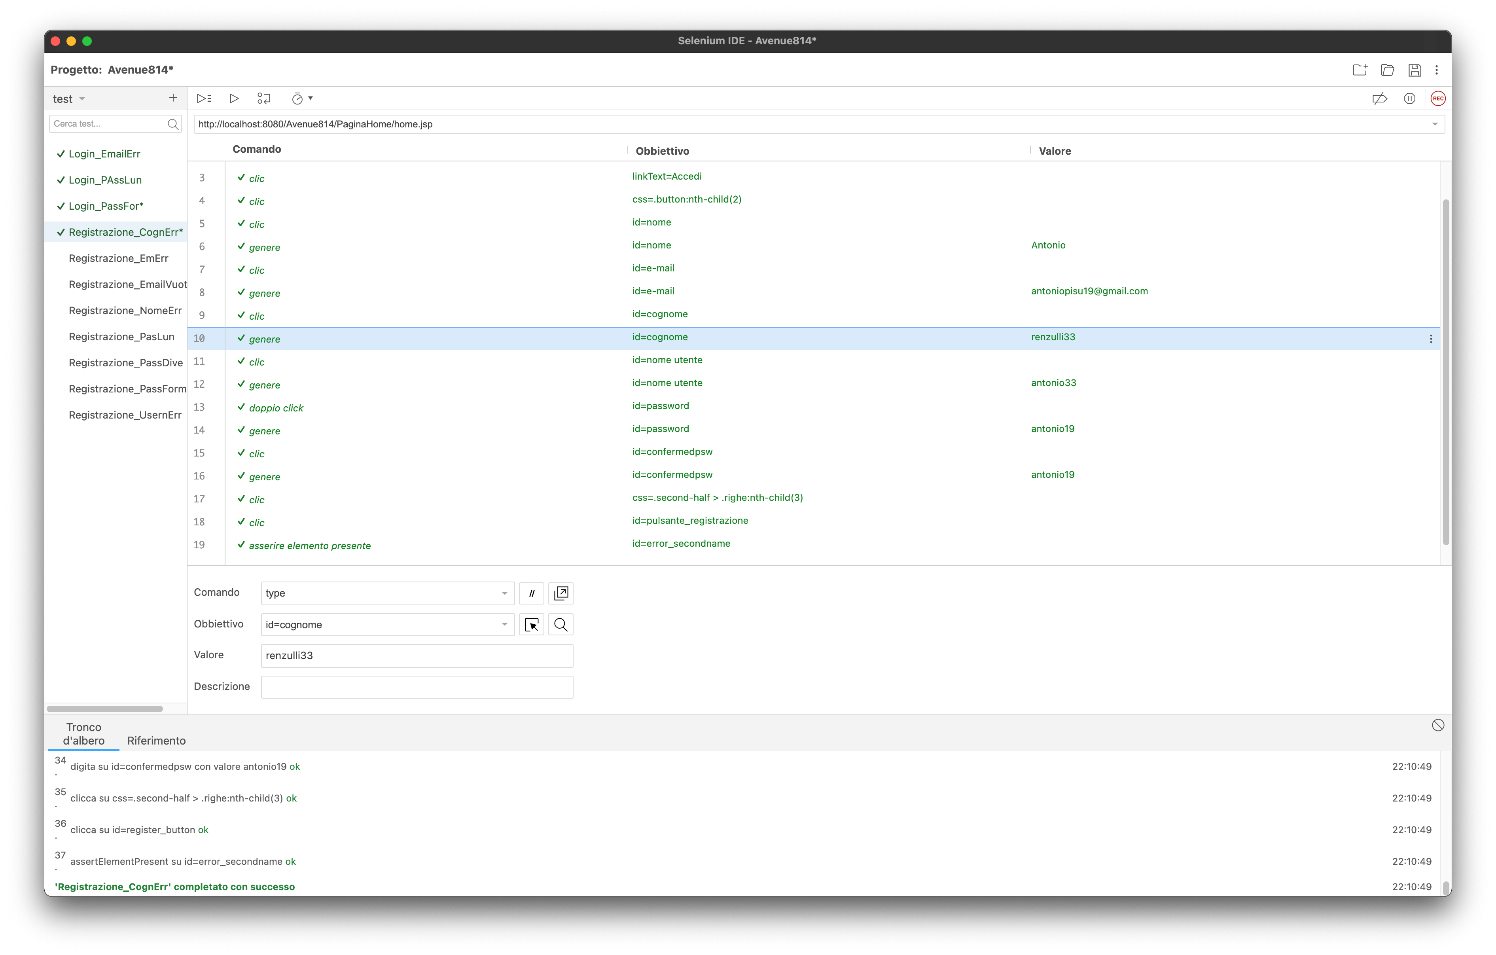 Selenium IDE - Avenue814*
Progetto: Avenue814*
test
Cerca test...
Login_EmailErr
Login_PAssLun
Login_PassFor*
Registrazione_CognErr*
Registrazione_EmErr
Registrazione_EmailVuot
Registrazione_NomeErr
Registrazione_PasLun
Registrazione_PassDive
Registrazione_PassForm
Registrazione_UsernErr
REC
http://localhost:8080/Avenue814/PaginaHome/home.jsp
Comando Obbiettivo Valore
3 clic linkText=Accedi
4 clic css=.button:nth-child(2)
5 clic id=nome
6 genere id=nome Antonio
7 clic id=e-mail
8 genere id=e-mail antoniopisu19@gmail.com
9 clic id=cognome
10 genere id=cognome renzulli33
11 clic id=nome utente
12 genere id=nome utente antonio33
13 doppio click id=password
14 genere id=password antonio19
15 clic id=confermedpsw
16 genere id=confermedpsw antonio19
17 clic css=.second-half > .righe:nth-child(3)
18 clic id=pulsante_registrazione
19 asserire elemento presente id=error_secondname
Comando type //
Obbiettivo id=cognome
Valore renzulli33
Descrizione
Tronco
d'albero Riferimento
34. digita su id=confermedpsw con valore antonio19 ok 22:10:49
35. clicca su css=.second-half > .righe:nth-child(3) ok 22:10:49
36. clicca su id=register_button ok 22:10:49
37. assertElementPresent su id=error_secondname ok 22:10:49
'Registrazione_CognErr' completato con successo 22:10:49